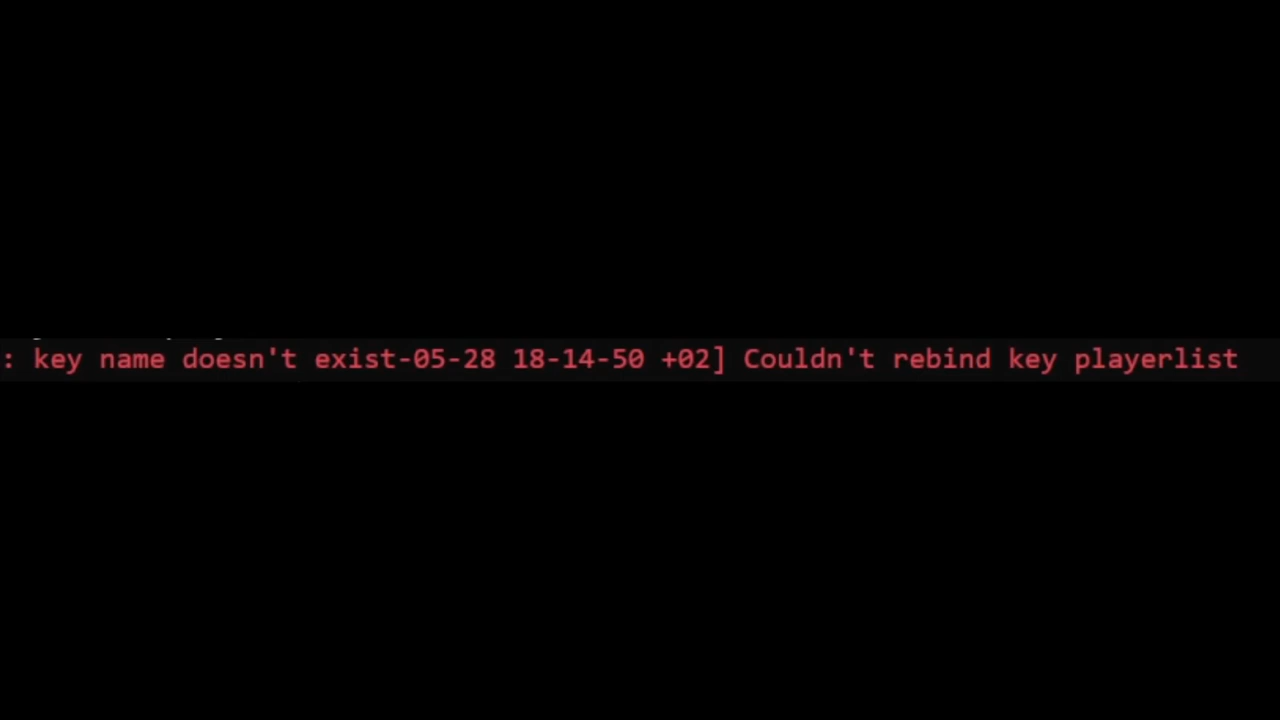 : key name doesn't exist-05-28 18-14-50 +02] Couldn't rebind key playerlist